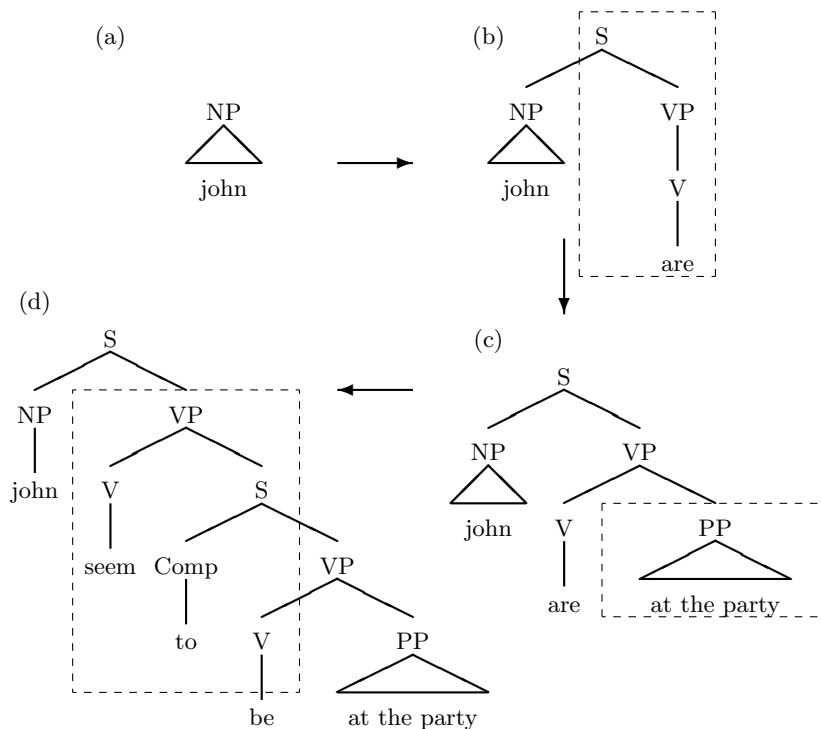 (a)
NP
john
(b)
S
NP VP
john V
are
(c)
S
NP VP
john V PP
are at the party
(d)
S
NP VP
john V S
seem Comp VP
to V PP
be at the party